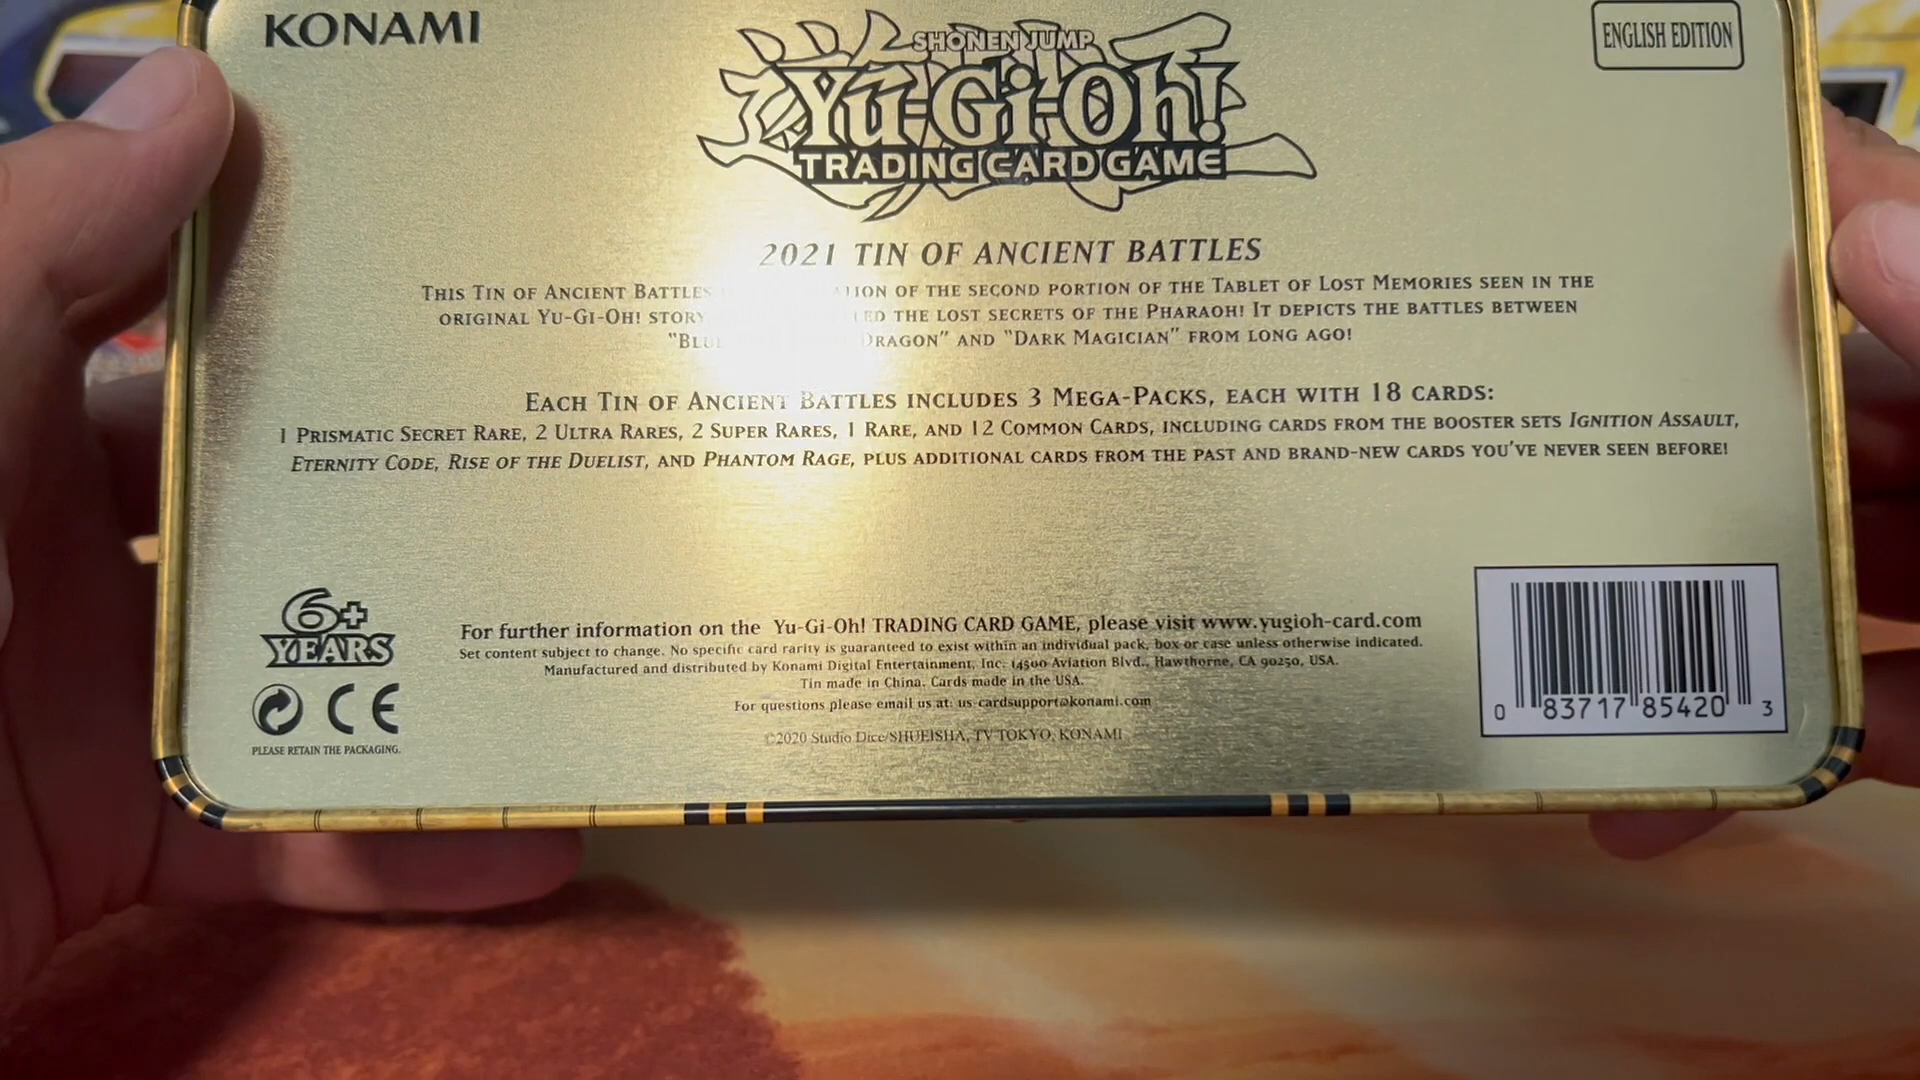 KONAMI
SHONEN JUMP
Yu-Gi-Oh!
TRADING CARD GAME
ENGLISH EDITION
2021 TIN OF ANCIENT BATTLES
THIS TIN OF ANCIENT BATTLES OF THE SECOND PORTION OF THE TABLET OF LOST MEMORIES SEEN IN THE
ORIGINAL YU-GI-OH! STORY THE LOST SECRETS OF THE PHARAOH! IT DEPICTS THE BATTLES BETWEEN
DRAGON" AND "DARK MAGICIAN" FROM LONG AGO!
EACH TIN OF ANCIENT BATTLES INCLUDES 3 MEGA-PACKS, EACH WITH 18 CARDS:
1 PRISMATIC SECRET RARE, 2 ULTRA RARES, 2 SUPER RARES, 1 RARE, AND 12 COMMON CARDS, INCLUDING CARDS FROM THE BOOSTER SETS IGNITION ASSAULT,
ETERNITY CODE, RISE OF THE DUELIST, AND PHANTOM RAGE, PLUS ADDITIONAL CARDS FROM THE PAST AND BRAND-NEW CARDS YOU'VE NEVER SEEN BEFORE!
6+
YEARS
CE
PLEASE RETAIN THE PACKAGING.
For further information on the Yu-Gi-Oh! TRADING CARD GAME, please visit www.yugioh-card.com
Set content subject to change. No specific card rarity is guaranteed to exist within an individual pack, box or case unless otherwise indicated.
Manufactured and distributed by Konami Digital Entertainment, Inc. 14500 Aviation Blvd., Hawthorne, CA 90250, USA.
Tin made in China. Cards made in the USA.
For questions please email us at: us-cardsupport@konami.com
©2020 Studio Dice/SHUEISHA, TV TOKYO, KONAMI
0 83717 85420 3